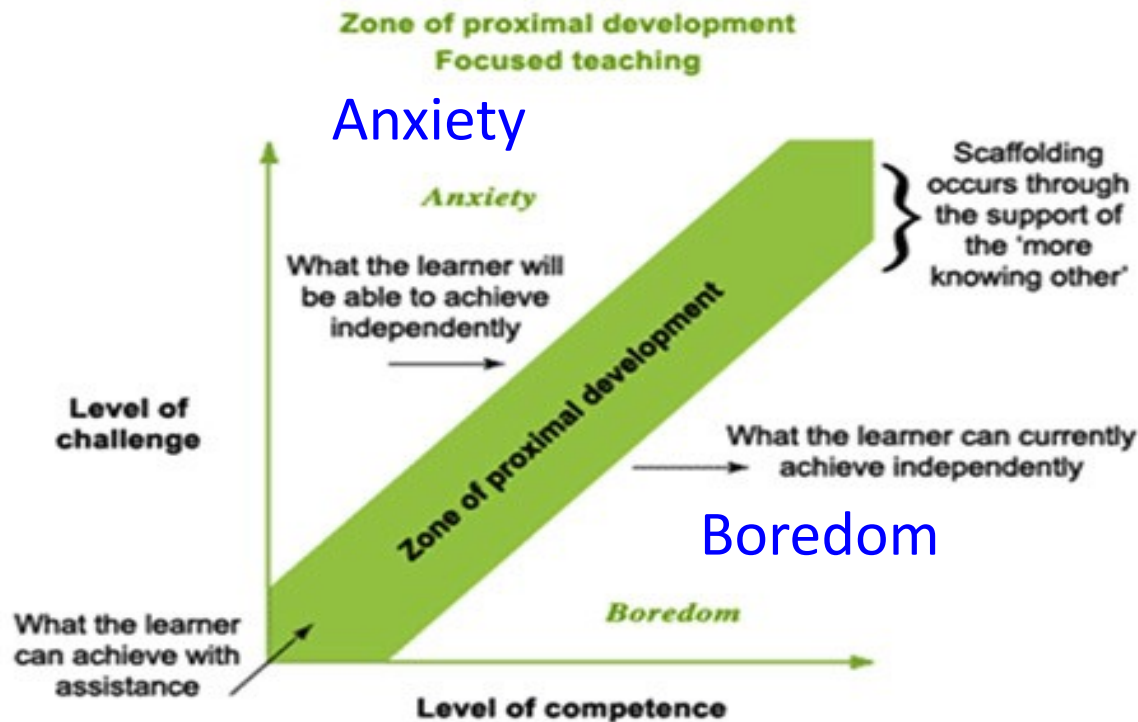 Zone of proximal development
Focused teaching
Anxiety
Anxiety
Scaffolding
occurs through
the support of
the ‘more
knowing other’
What the learner will
be able to achieve
independently
Zone of proximal development
Level of
challenge
What the learner can currently
achieve independently
Boredom
Boredom
What the learner
can achieve with
assistance
Level of competence